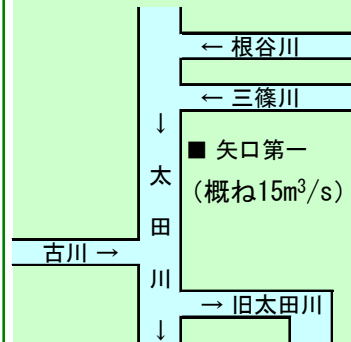 ← 根谷川
← 三篠川
↓
太田川
■ 矢口第一
（概ね15m³/s）
古川 →
→ 旧太田川
↓